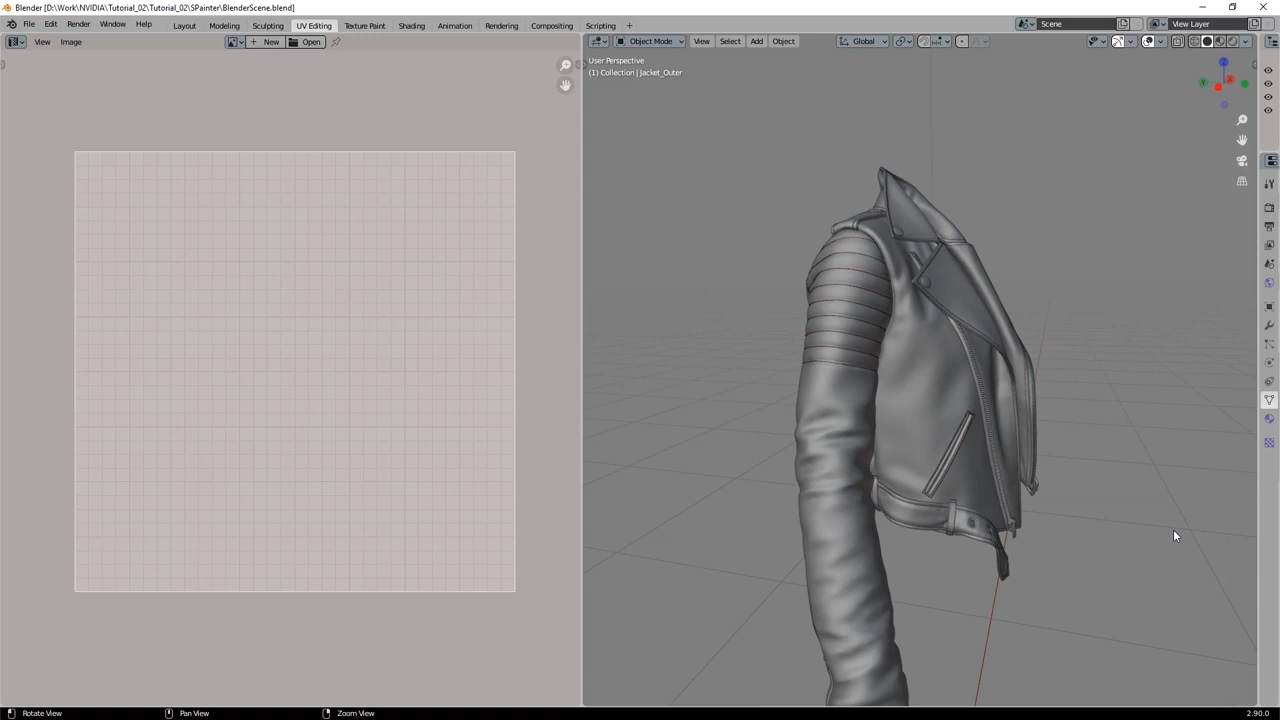 Blender [D:\Work\NVIDIA\Tutorial_02\Tutorial_02\SPainter\BlenderScene.blend]
File Edit Render Window Help Layout Modeling Sculpting UV Editing Texture Paint Shading Animation Rendering Compositing Scripting Scene View Layer
View Image New Open Object Mode View Select Add Object Global
User Perspective
(1) Collection | Jacket_Outer
Z
Y
X
Rotate View Pan View Zoom View 2.90.0